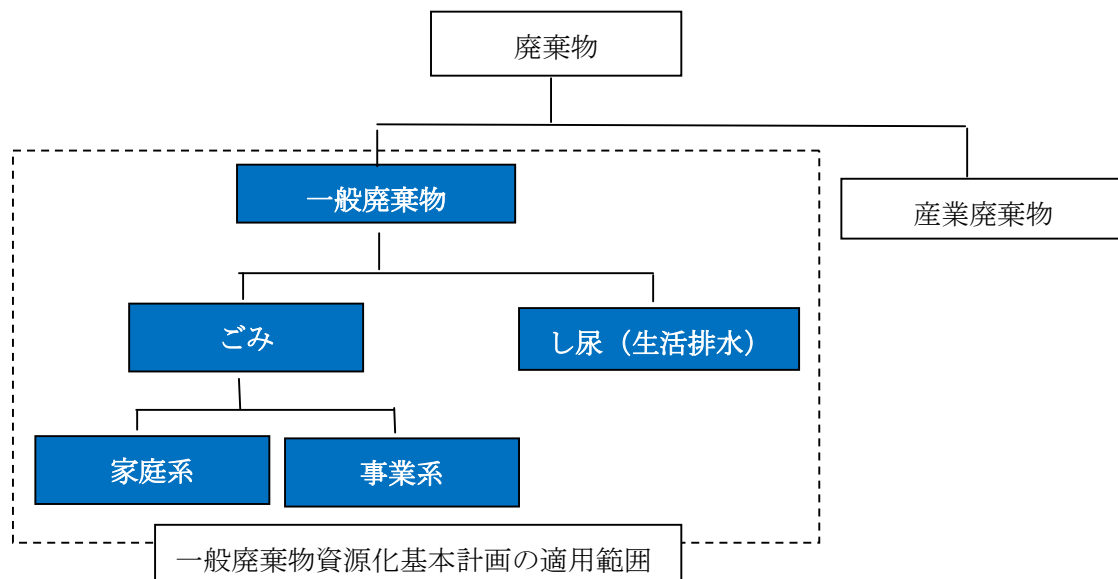 廃棄物
一般廃棄物
産業廃棄物
ごみ
し尿（生活排水）
家庭系
事業系
一般廃棄物資源化基本計画の適用範囲